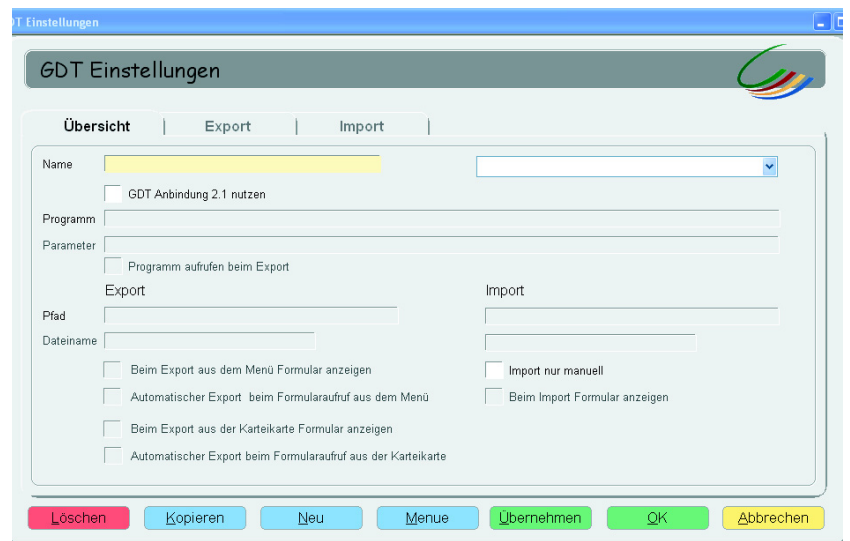 T Einstellungen
GDT Einstellungen
Übersicht | Export | Import |
Name
GDT Anbindung 2.1 nutzen
Programm
Parameter
Programm aufrufen beim Export
Export Import
Pfad
Dateiname
Beim Export aus dem Menü Formular anzeigen Import nur manuell
Automatischer Export beim Formularaufruf aus dem Menü Beim Import Formular anzeigen
Beim Export aus der Karteikarte Formular anzeigen
Automatischer Export beim Formularaufruf aus der Karteikarte
Löschen Kopieren Neu Menue Übernehmen OK Abbrechen